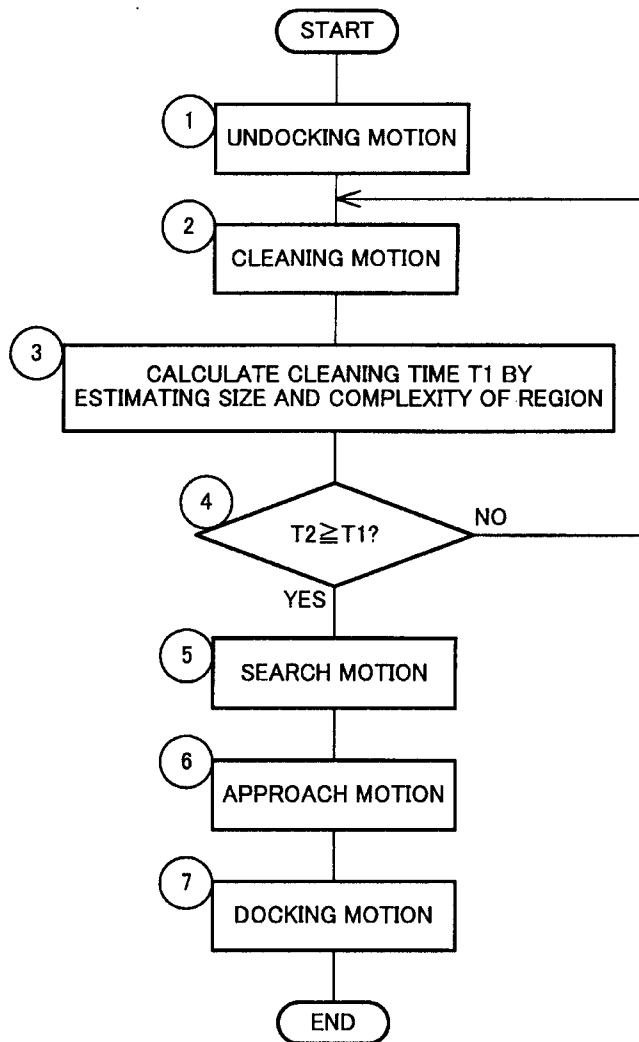 START
1
UNDOCKING MOTION
2
CLEANING MOTION
3
CALCULATE CLEANING TIME T1 BY
ESTIMATING SIZE AND COMPLEXITY OF REGION
4
T2≧T1?
NO
YES
5
SEARCH MOTION
6
APPROACH MOTION
7
DOCKING MOTION
END